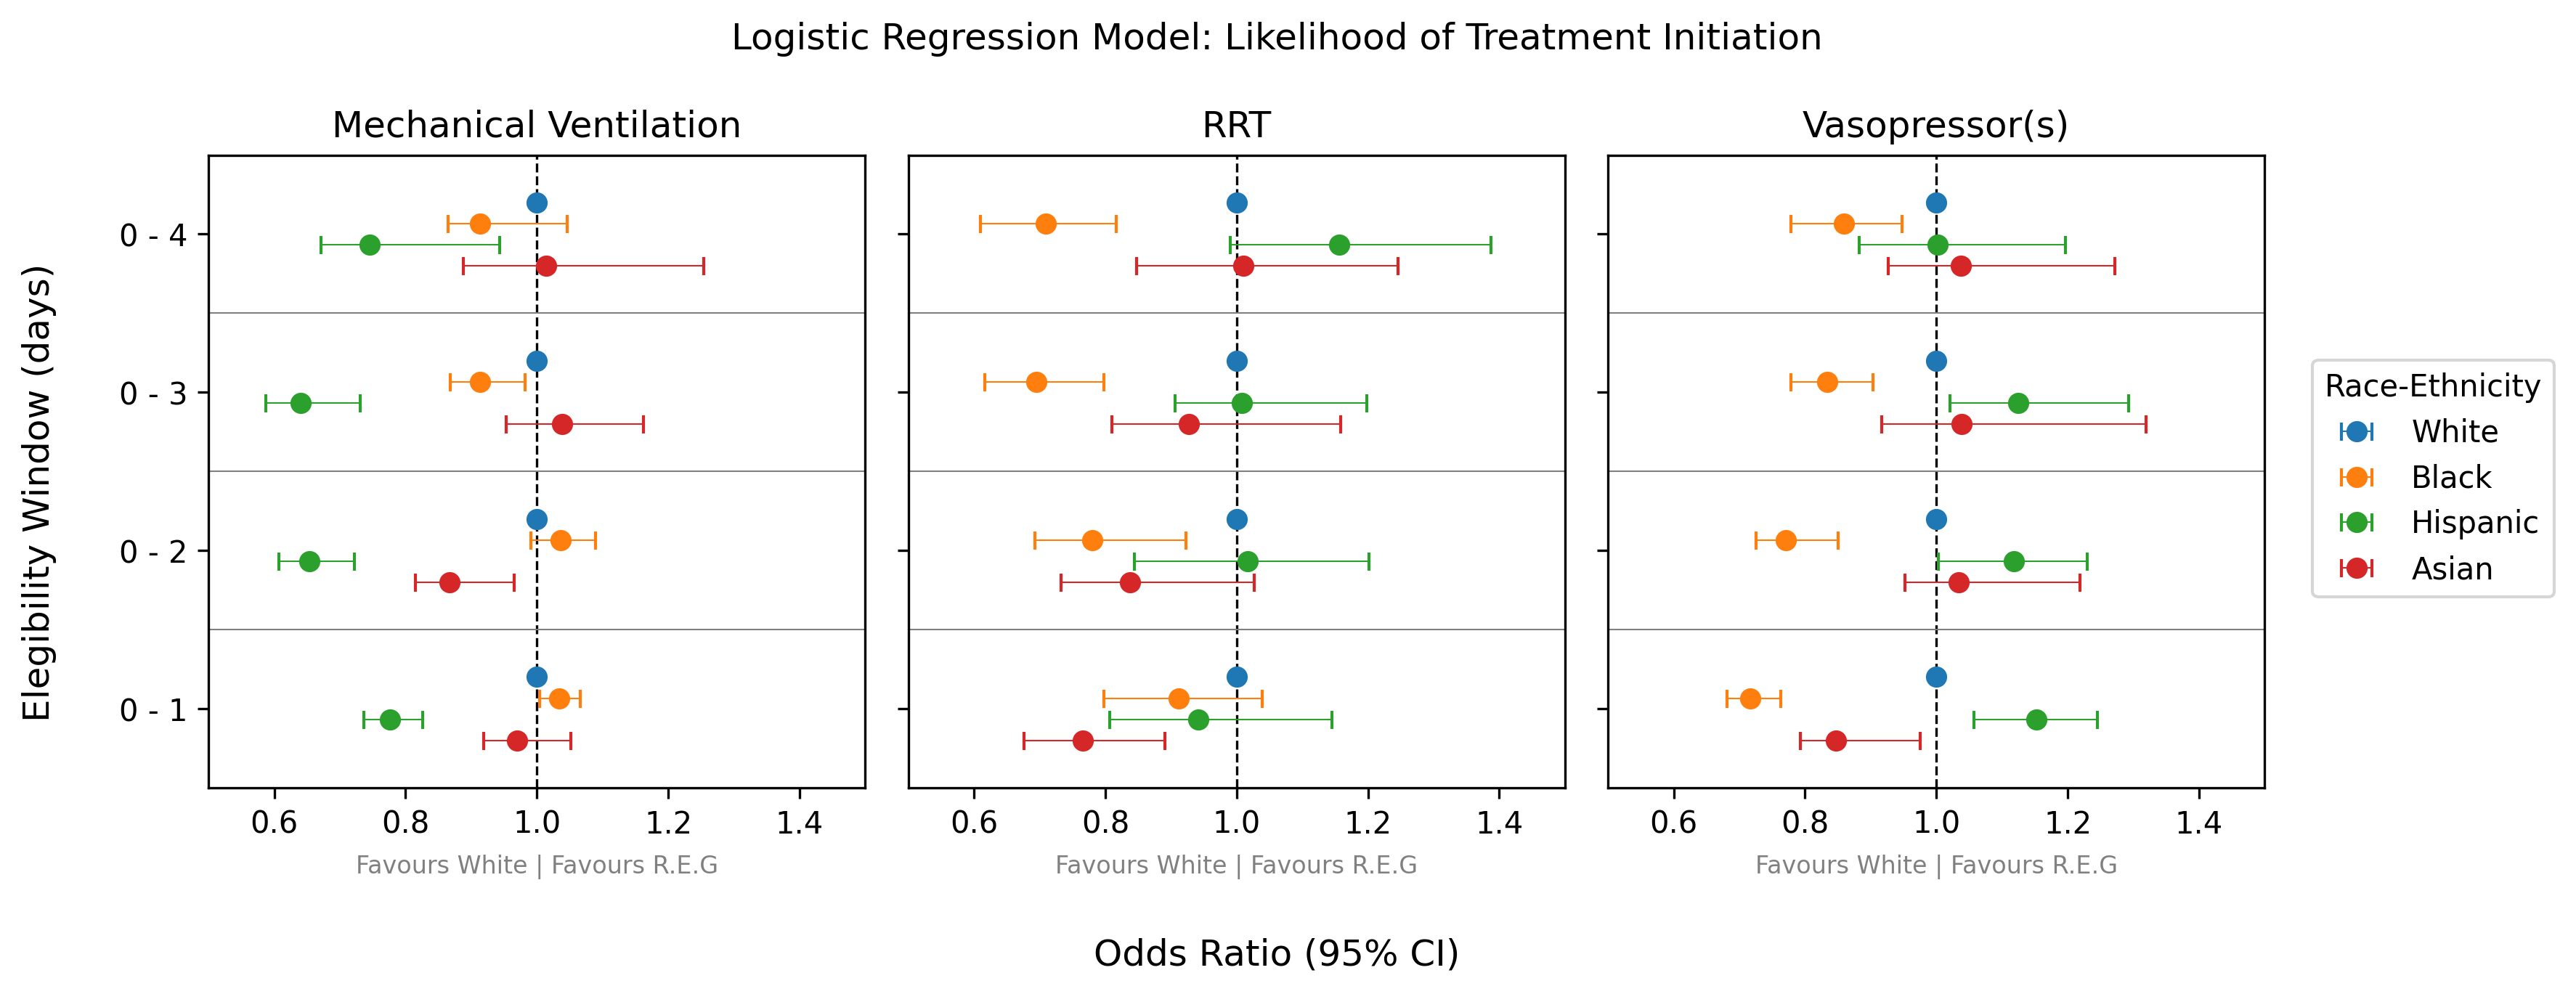 Logistic Regression Model: Likelihood of Treatment Initiation
Mechanical Ventilation
RRT
Vasopressor(s)
Elegibility Window (days)
0 - 4
0 - 3
0 - 2
0 - 1
0.6 0.8 1.0 1.2 1.4
0.6 0.8 1.0 1.2 1.4
0.6 0.8 1.0 1.2 1.4
Favours White | Favours R.E.G
Favours White | Favours R.E.G
Favours White | Favours R.E.G
Odds Ratio (95% CI)
Race-Ethnicity
White
Black
Hispanic
Asian